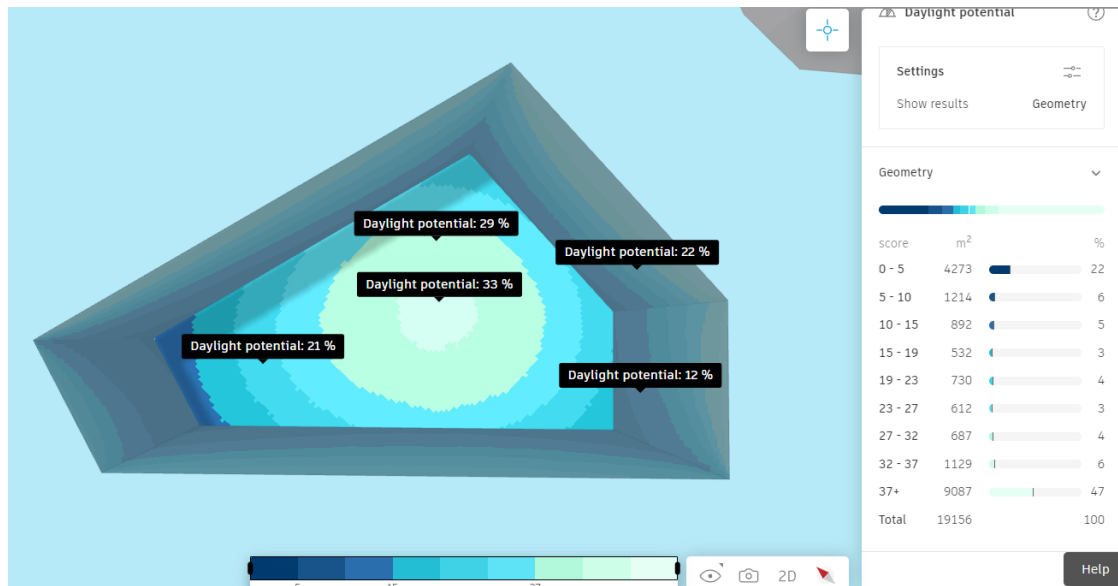 Daylight potential
?
Settings
Show results Geometry
Geometry
score m² %
0 - 5 4273 22
5 - 10 1214 6
10 - 15 892 5
15 - 19 532 3
19 - 23 730 4
23 - 27 612 3
27 - 32 687 4
32 - 37 1129 6
37+ 9087 47
Total 19156 100
Help
Daylight potential: 29 %
Daylight potential: 22 %
Daylight potential: 33 %
Daylight potential: 21 %
Daylight potential: 12 %
2D